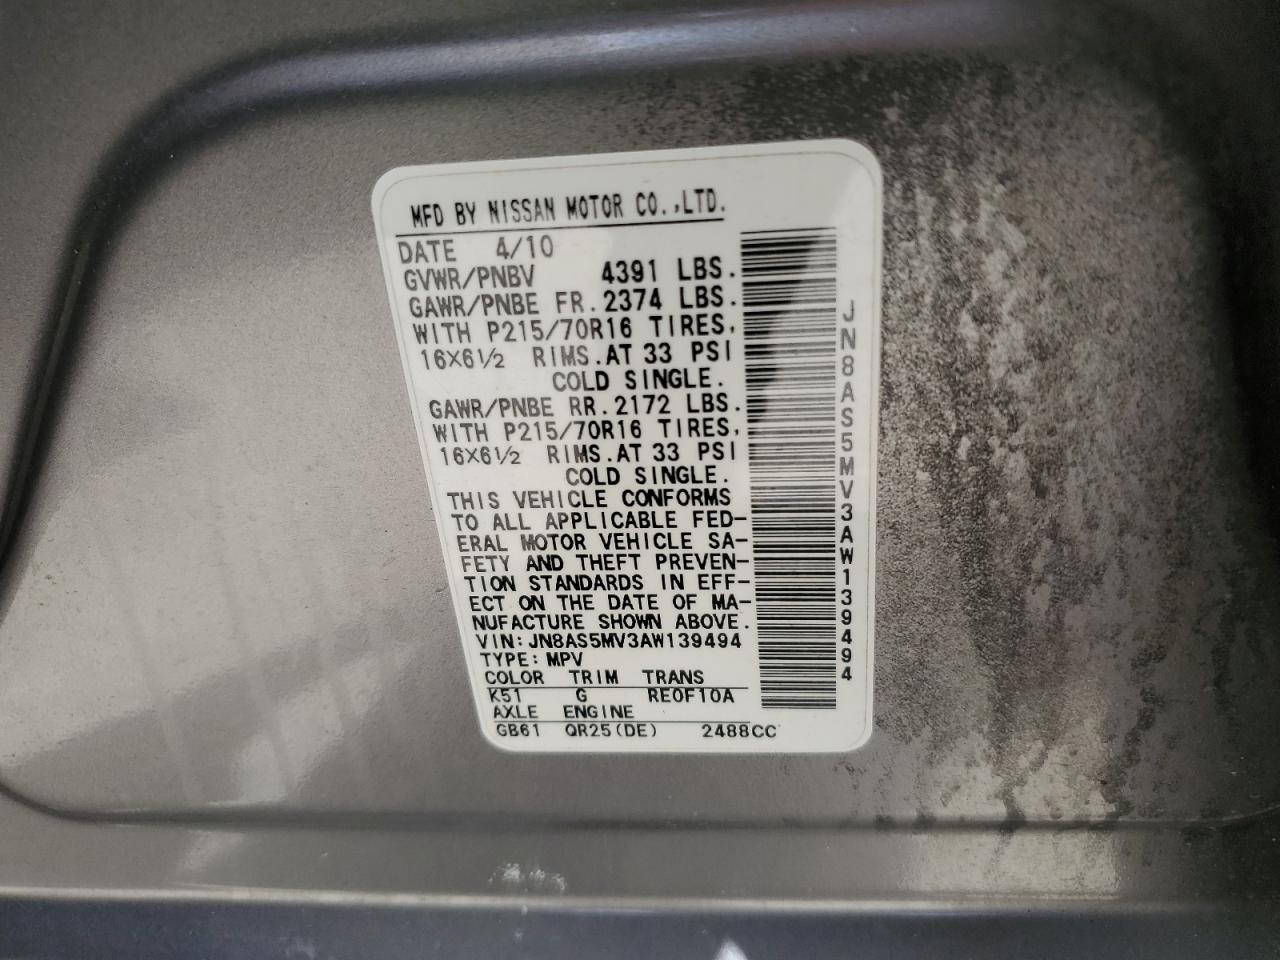 MFD BY NISSAN MOTOR CO.,LTD.
DATE 4/10
GVWR/PNBV 4391 LBS.
GAWR/PNBE FR.2374 LBS.
WITH P215/70R16 TIRES,
16X6½ RIMS.AT 33 PSI
COLD SINGLE.
GAWR/PNBE RR.2172 LBS.
WITH P215/70R16 TIRES,
16X6½ RIMS.AT 33 PSI
COLD SINGLE.
THIS VEHICLE CONFORMS
TO ALL APPLICABLE FED-
ERAL MOTOR VEHICLE SA-
FETY AND THEFT PREVEN-
TION STANDARDS IN EFF-
ECT ON THE DATE OF MA-
NUFACTURE SHOWN ABOVE.
VIN:JN8AS5MV3AW139494
TYPE:MPV
COLOR TRIM TRANS
K51 G RE0F10A
AXLE ENGINE
GB61 QR25(DE) 2488CC
JN8AS5MV3AW139494